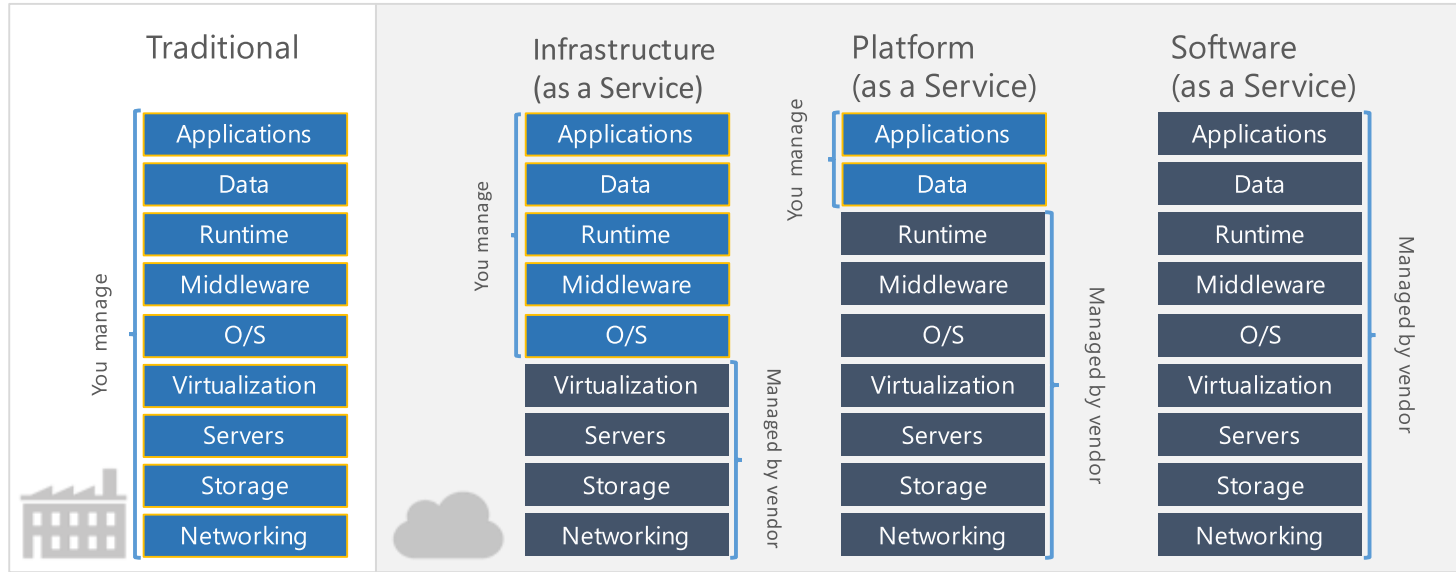 Traditional
You manage
Applications
Data
Runtime
Middleware
O/S
Virtualization
Servers
Storage
Networking
Infrastructure
(as a Service)
You manage
Applications
Data
Runtime
Middleware
O/S
Virtualization
Servers
Storage
Networking
Managed by vendor
Platform
(as a Service)
You manage
Applications
Data
Runtime
Middleware
O/S
Virtualization
Servers
Storage
Networking
Managed by vendor
Software
(as a Service)
Applications
Data
Runtime
Middleware
O/S
Virtualization
Servers
Storage
Networking
Managed by vendor